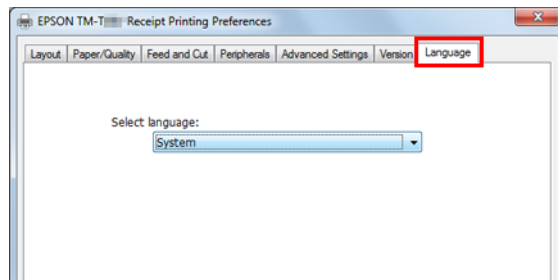 EPSON TM-T Receipt Printing Preferences
Layout Paper/Quality Feed and Cut Peripherals Advanced Settings Version Language
Select language:
System